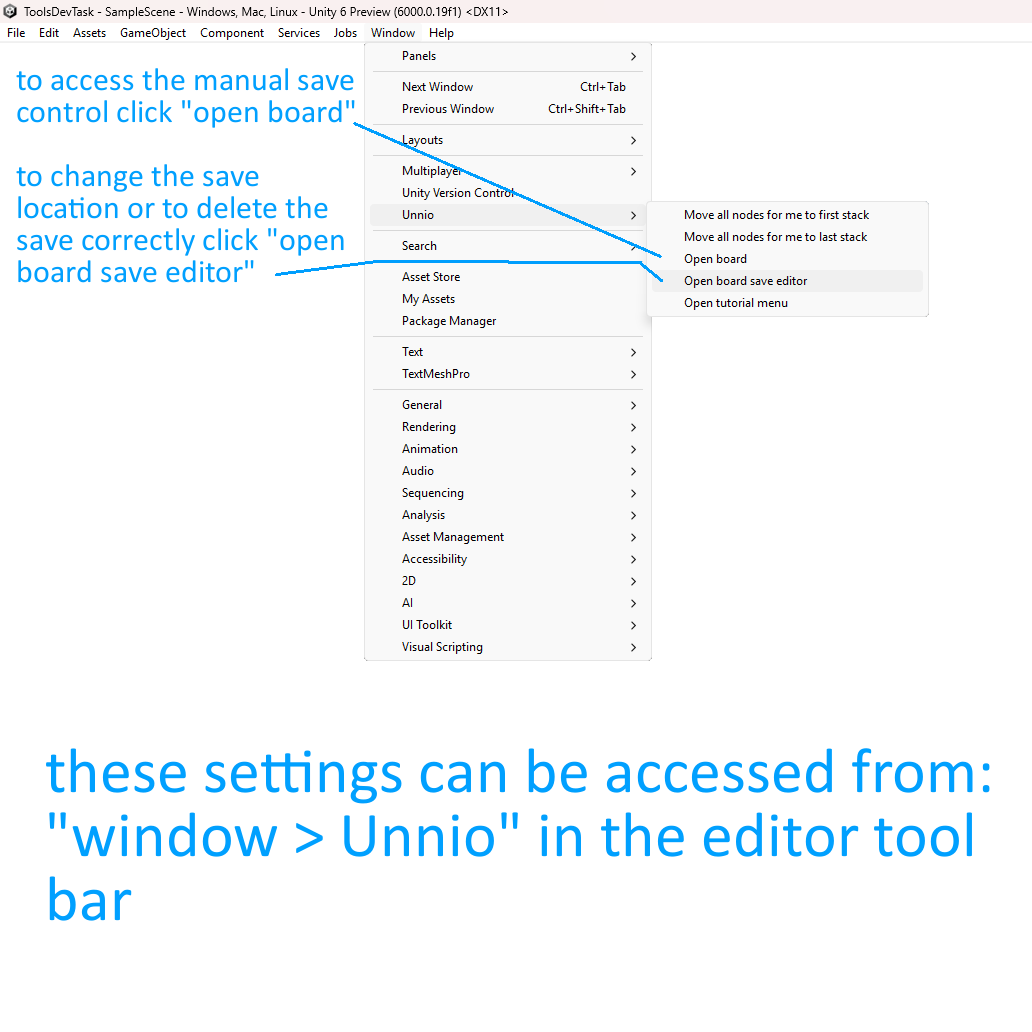 ToolsDevTask - SampleScene - Windows, Mac, Linux - Unity 6 Preview (6000.0.19f1) <DX11>
File Edit Assets GameObject Component Services Jobs Window Help
to access the manual save
control click "open board"
to change the save
location or to delete the
save correctly click "open
board save editor"
Panels
Next Window Ctrl+Tab
Previous Window Ctrl+Shift+Tab
Layouts
Multiplayer
Unity Version Control
Unnio
Search
Asset Store
My Assets
Package Manager
Text
TextMeshPro
General
Rendering
Animation
Audio
Sequencing
Analysis
Asset Management
Accessibility
2D
AI
UI Toolkit
Visual Scripting
Move all nodes for me to first stack
Move all nodes for me to last stack
Open board
Open board save editor
Open tutorial menu
these settings can be accessed from:
"window > Unnio" in the editor tool
bar